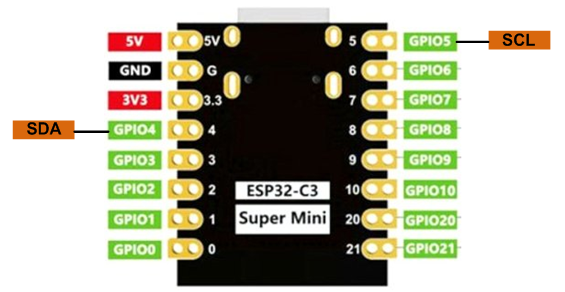 5V 5V 5 GPIO5 SCL
GND G 6 GPIO6
3V3 3.3 7 GPIO7
SDA GPIO4 4 8 GPIO8
GPIO3 3 9 GPIO9
GPIO2 2 ESP32-C3 10 GPIO10
GPIO1 1 Super Mini 20 GPIO20
GPIO0 0 21 GPIO21